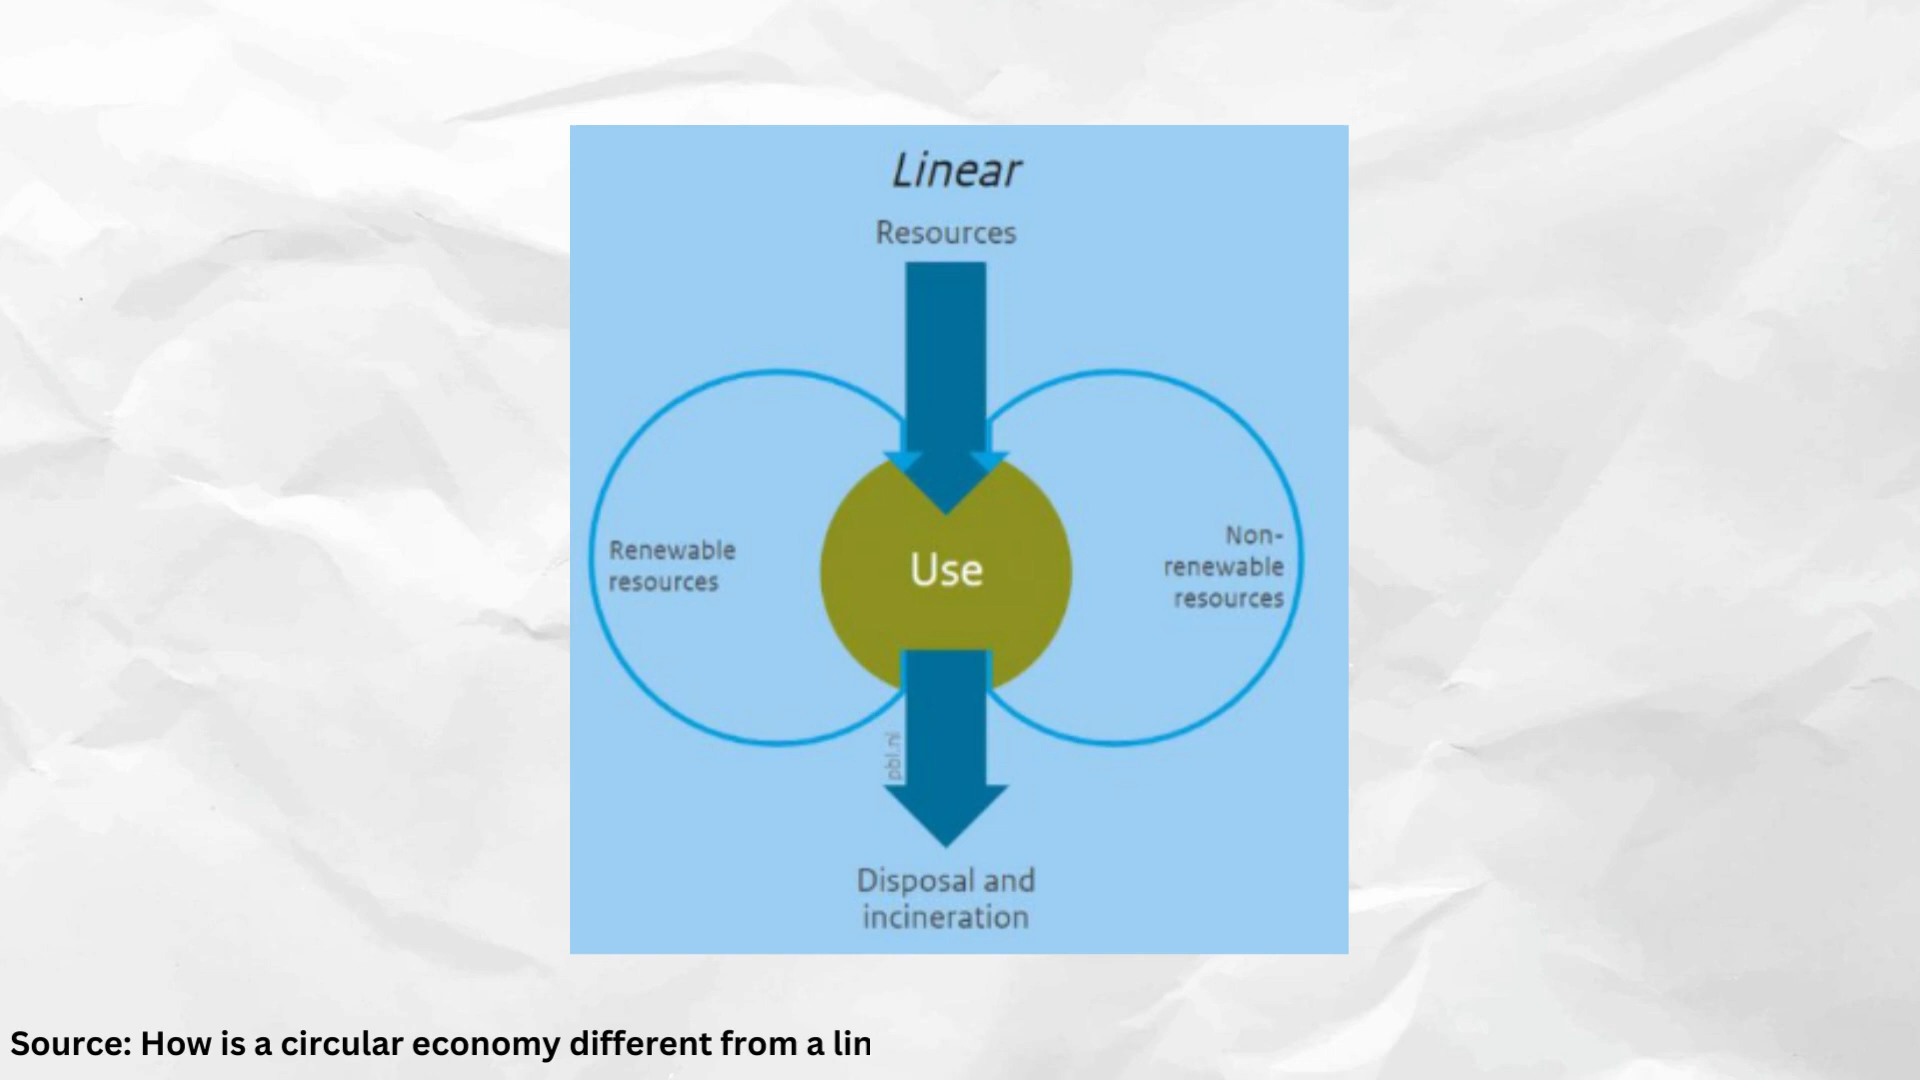 Linear
Resources
Renewable
resources
Use
Non-
renewable
resources
pbl.nl
Disposal and
incineration
Source: How is a circular economy different from a lin